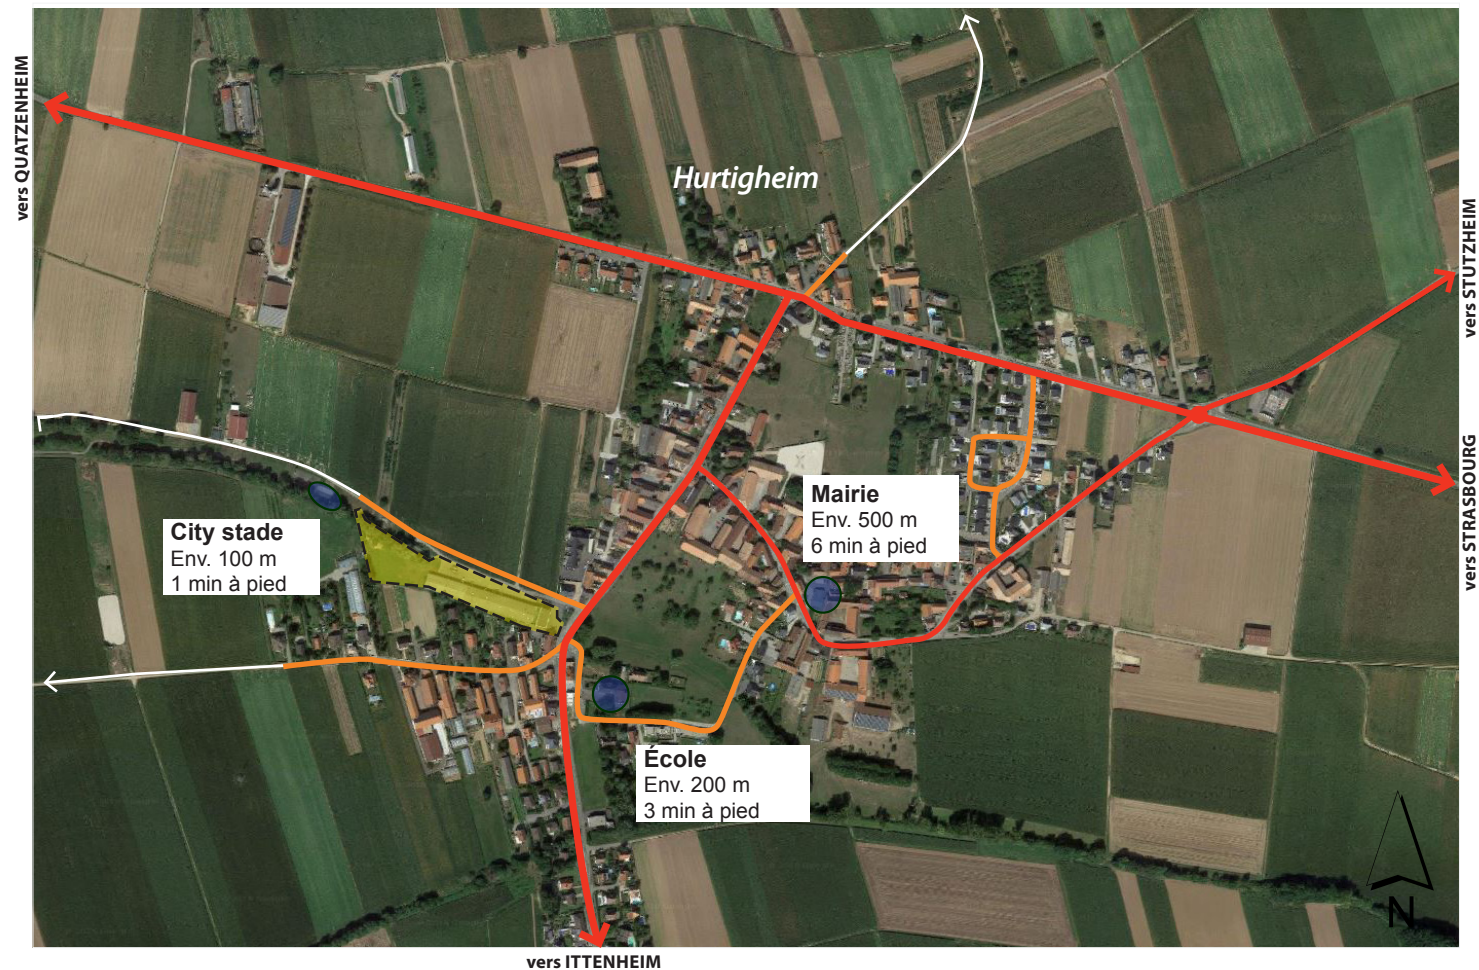 vers QUATZENHEIM
Hurtigheim
vers STUTZHEIM
vers STRASBOURG
Mairie
Env. 500 m
6 min à pied
City stade
Env. 100 m
1 min à pied
École
Env. 200 m
3 min à pied
N
vers ITTENHEIM